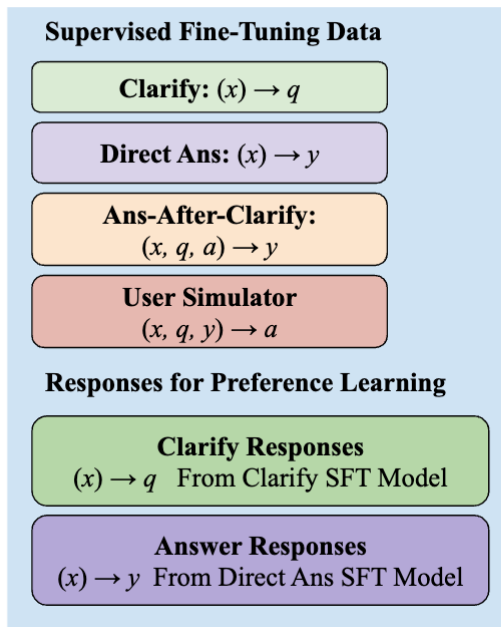 Supervised Fine-Tuning Data
Clarify: (x) → q
Direct Ans: (x) → y
Ans-After-Clarify:
(x, q, a) → y
User Simulator
(x, q, y) → a
Responses for Preference Learning
Clarify Responses
(x) → q From Clarify SFT Model
Answer Responses
(x) → y From Direct Ans SFT Model